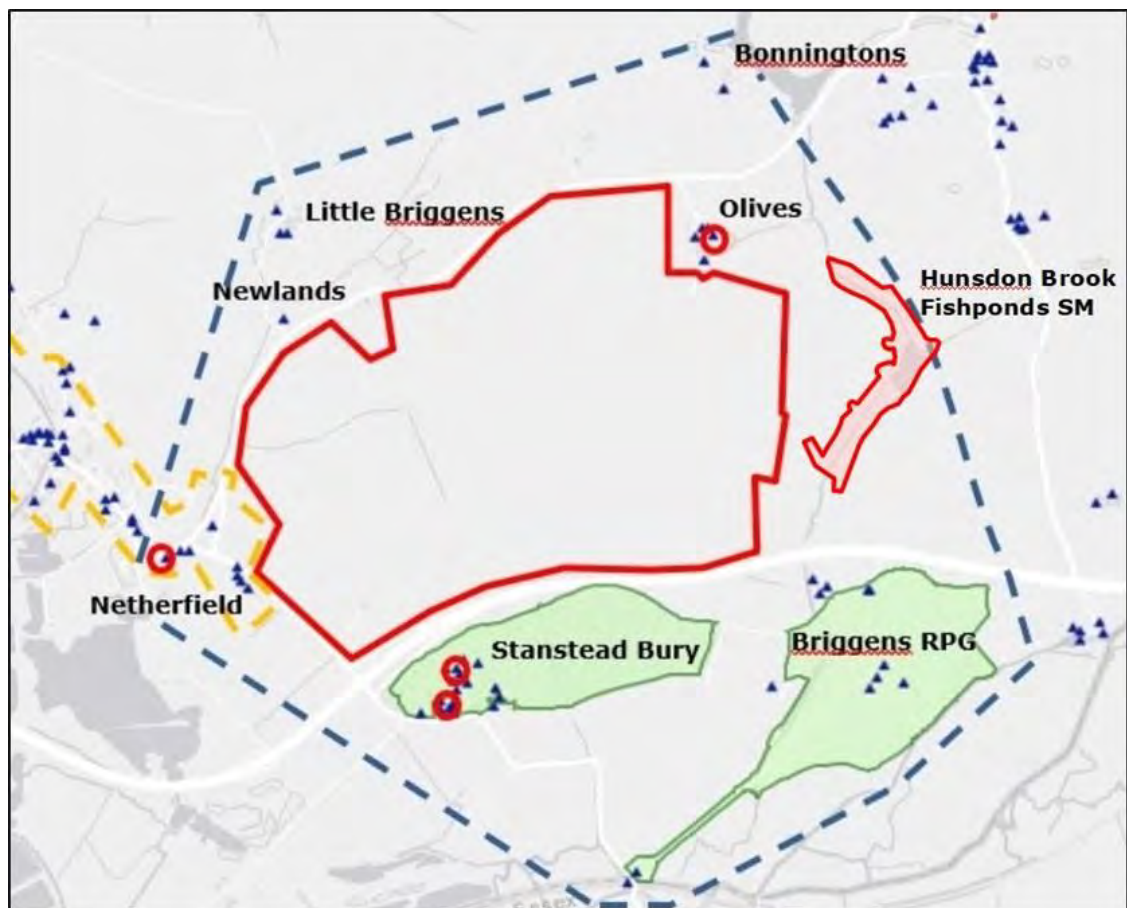 Bonningtons
Little Briggens
Olives
Newlands
Hunsdon Brook
Fishponds SM
Netherfield
Stanstead Bury
Briggens RPG